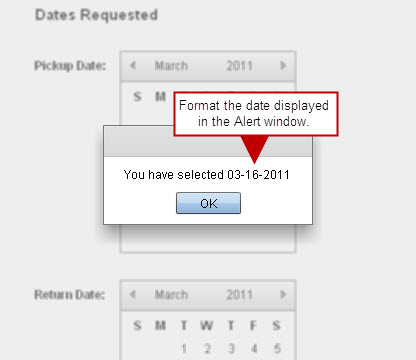 Dates Requested
Pickup Date:
March 2011
S M
Format the date displayed
in the Alert window.
You have selected 03-16-2011
OK
Return Date:
March 2011
S M T W T F S
1 2 3 4 5